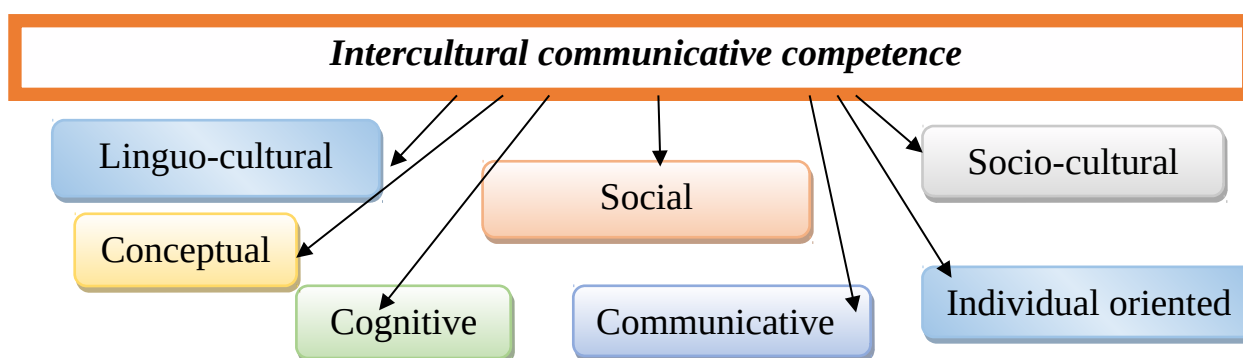 Intercultural communicative competence
Linguo-cultural
Socio-cultural
Social
Conceptual
Individual oriented
Cognitive
Communicative